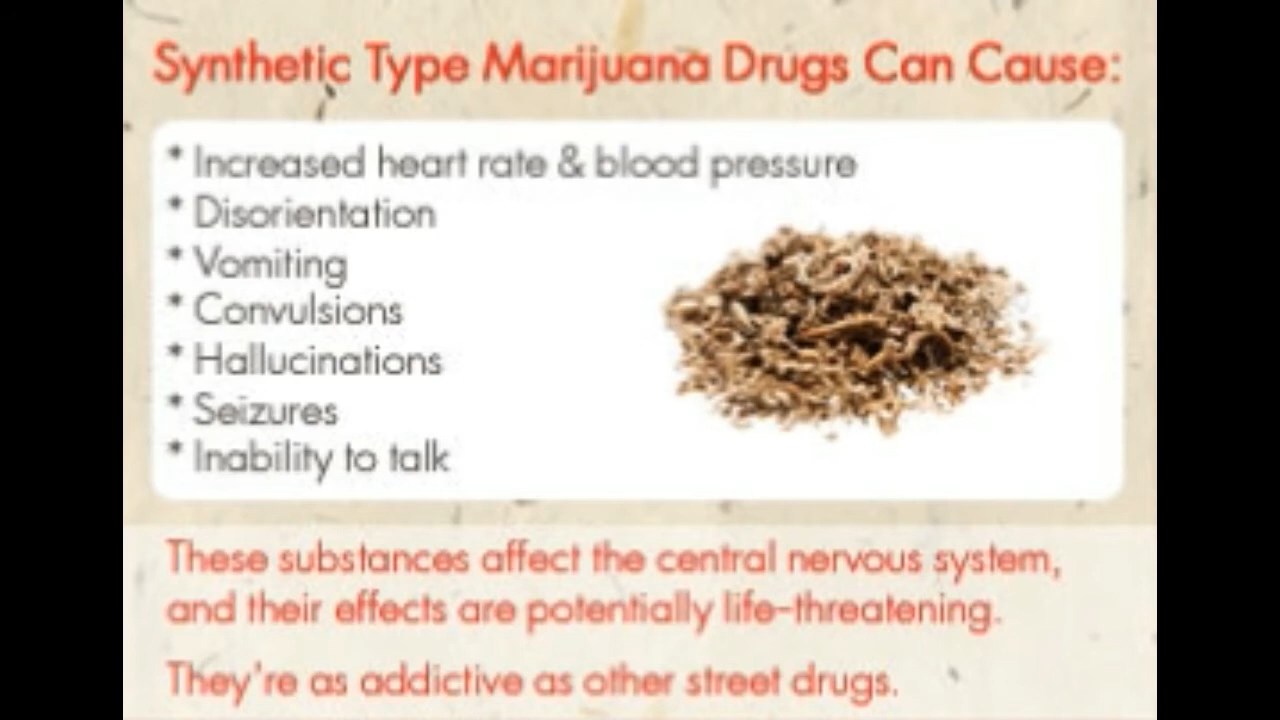 Synthetic Type Marijuana Drugs Can Cause:
* Increased heart rate & blood pressure
* Disorientation
* Vomiting
* Convulsions
* Hallucinations
* Seizures
* Inability to talk
These substances affect the central nervous system,
and their effects are potentially life-threatening.
They're as addictive as other street drugs.